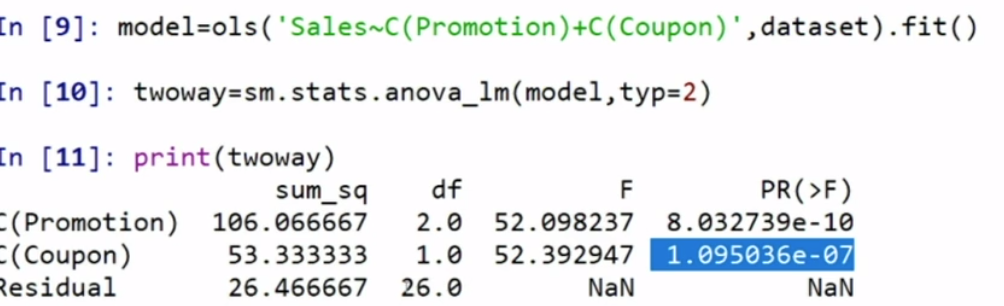 In [9]: model=ols('Sales~C(Promotion)+C(Coupon)',dataset).fit()
In [10]: twoway=sm.stats.anova_lm(model,typ=2)
In [11]: print(twoway)
sum_sq df F PR(>F)
C(Promotion) 106.066667 2.0 52.098237 8.032739e-10
C(Coupon) 53.333333 1.0 52.392947 1.095036e-07
Residual 26.466667 26.0 NaN NaN